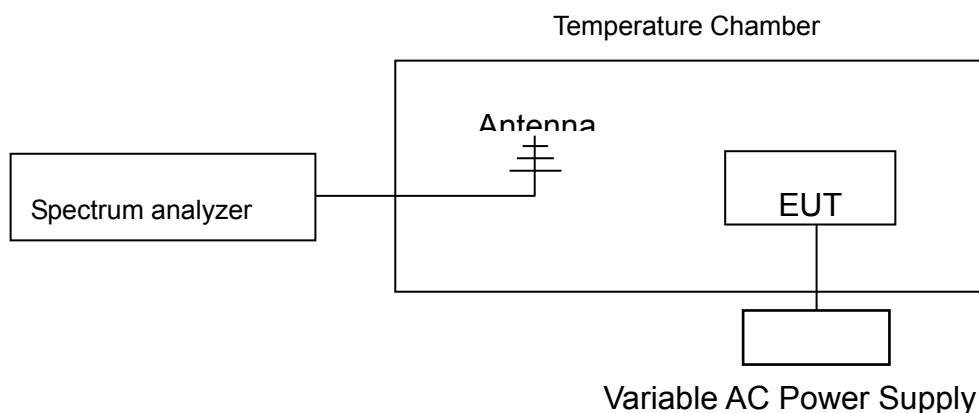 Temperature Chamber
Antenna
Spectrum analyzer
EUT
Variable AC Power Supply